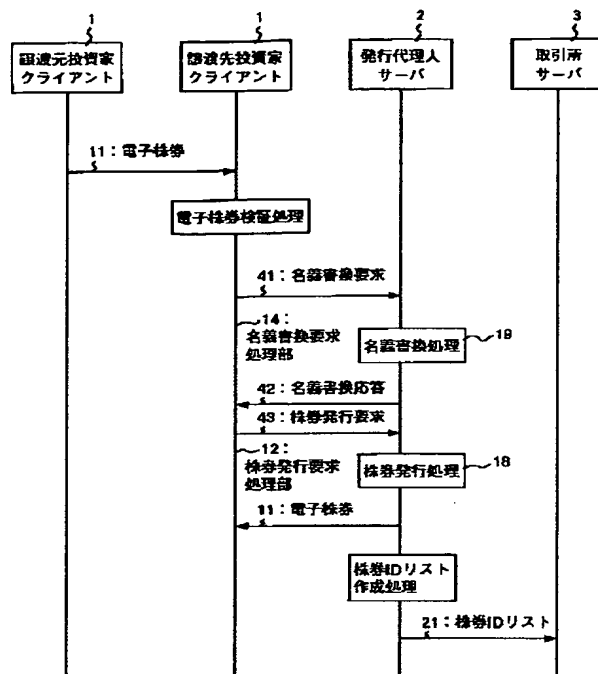 1
1
2
3
譲渡元投資家
クライアント
譲渡先投資家
クライアント
発行代理人
サーバ
取引所
サーバ
11：電子株券
電子株券検証処理
41：名義書換要求
14：
名義書換要求
処理部
名義書換処理
19
42：名義書換応答
43：株券発行要求
12：
株券発行要求
処理部
株券発行処理
18
11：電子株券
株券IDリスト
作成処理
21：株券IDリスト